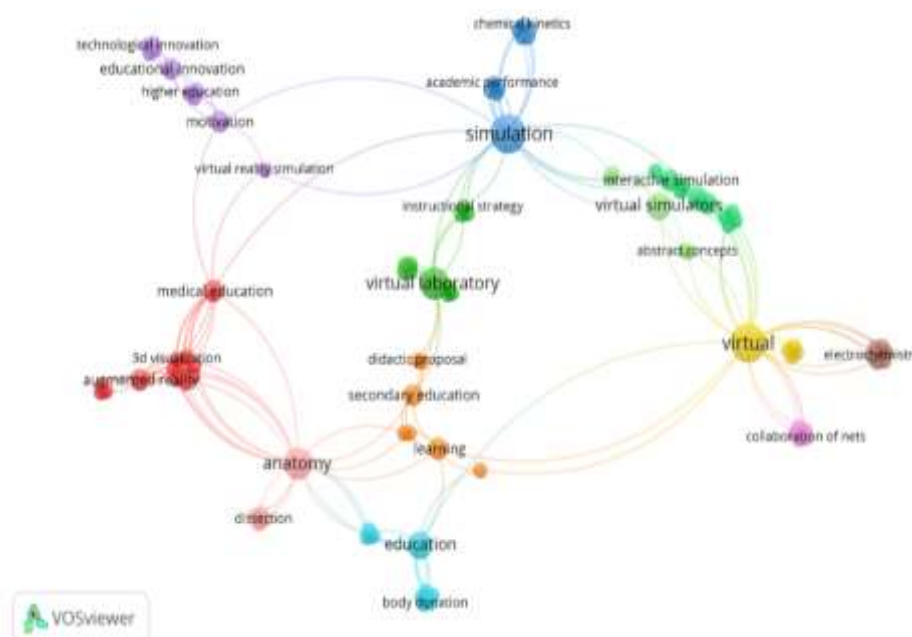 chemical kinetics
technological innovation
educational innovation
academic performance
higher education
motivation
simulation
virtual reality simulation
interactive simulation
instructional strategy
virtual simulators
abstract concepts
virtual laboratory
medical education
virtual
3d visualization
didactic proposal
electrochemistr
augmented reality
secondary education
collaboration of nets
learning
anatomy
dissection
education
body donation
VOSviewer